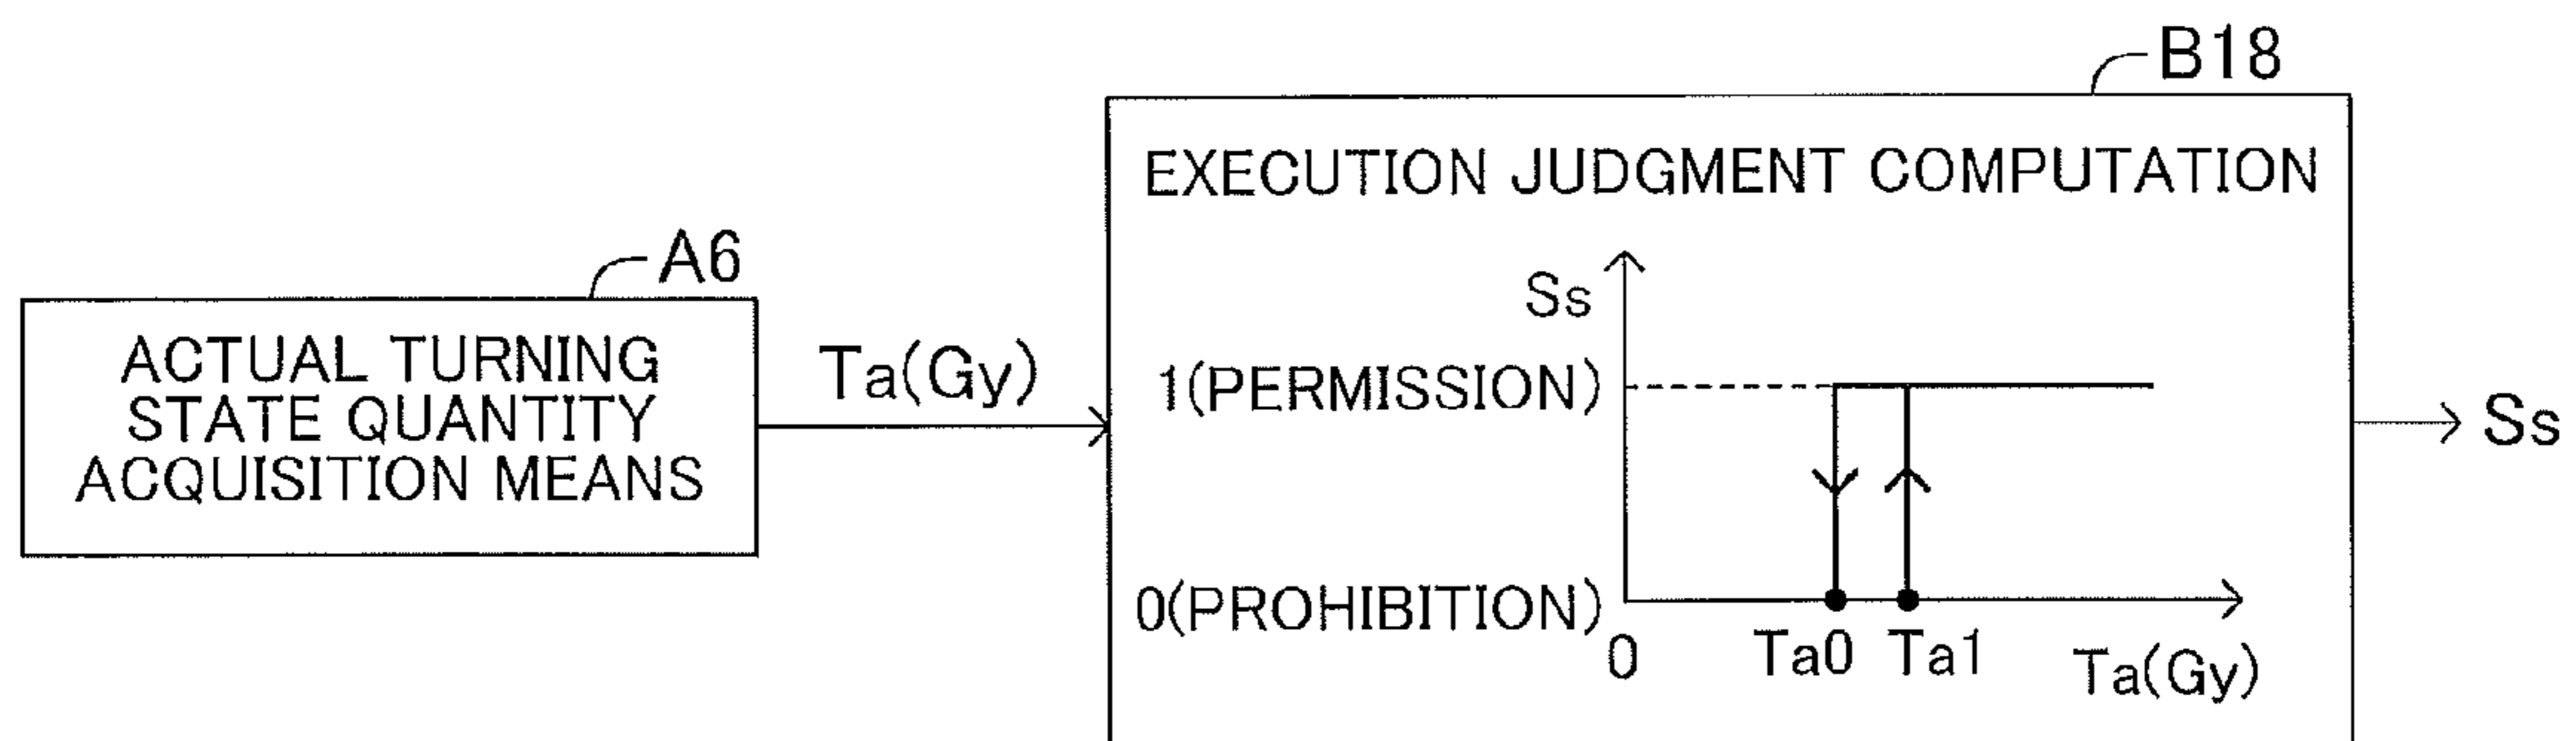 B18
EXECUTION JUDGMENT COMPUTATION
A6
ACTUAL TURNING
STATE QUANTITY
ACQUISITION MEANS
Ta(Gy)
Ss
1(PERMISSION)
0(PROHIBITION)
0
Ta0
Ta1
Ta(Gy)
Ss